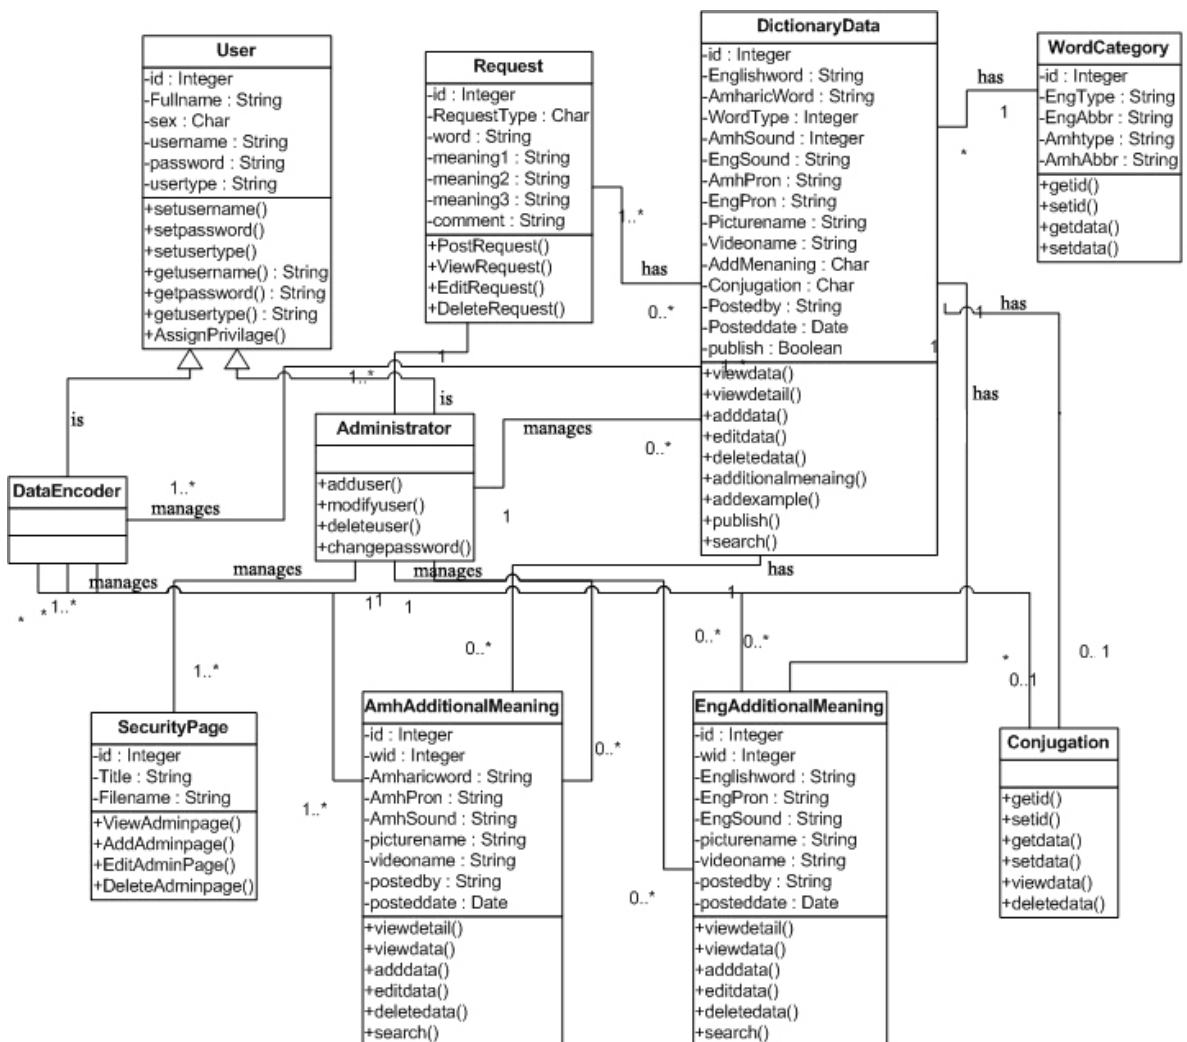 User
-id : Integer
-Fullname : String
-sex : Char
-username : String
-password : String
-usertype : String
+setusername()
+setpassword()
+setusertype()
+getusername() : String
+getpassword() : String
+getusertype() : String
+AssignPrivilage()
Request
-id : Integer
-RequestType : Char
-word : String
-meaning1 : String
-meaning2 : String
-meaning3 : String
-comment : String
+PostRequest()
+ViewRequest()
+EditRequest()
+DeleteRequest()
DictionaryData
-id : Integer
-Englishword : String
-AmharicWord : String
-WordType : Integer
-AmhSound : Integer
-EngSound : String
-AmhPron : String
-EngPron : String
-Picturename : String
-Videoname : String
-AddMenaning : Char
-Conjugation : Char
-Postedby : String
-Posteddate : Date
-publish : Boolean
+viewdata()
+viewdetail()
+adddata()
+editdata()
+deletedata()
+additionalmenaing()
+addexample()
+publish()
+search()
WordCategory
-id : Integer
-EngType : String
-EngAbbr : String
-Amhtype : String
-AmhAbbr : String
+getid()
+setid()
+getdata()
+setdata()
has
1
*
1..*
has
0..*
has
1
1
has
1
1..*
is
is
1..*
manages
0..*
1
DataEncoder
1..*
manages
Administrator
+adduser()
+modifyuser()
+deleteuser()
+changepassword()
manages
manages
manages
has
*
*
1..*
1
1
1
1
0..*
0..*
0..*
*
0..1
0..1
1..*
SecurityPage
-id : Integer
-Title : String
-Filename : String
+ViewAdminpage()
+AddAdminpage()
+EditAdminPage()
+DeleteAdminpage()
1..*
0..*
AmhAdditionalMeaning
-id : Integer
-wid : Integer
-Amharicword : String
-AmhPron : String
-AmhSound : String
-picturename : String
-videoname : String
-postedby : String
-posteddate : Date
+viewdetail()
+viewdata()
+adddata()
+editdata()
+deletedata()
+search()
0..*
EngAdditionalMeaning
-id : Integer
-wid : Integer
-Englishword : String
-EngPron : String
-EngSound : String
-picturename : String
-videoname : String
-postedby : String
-posteddate : Date
+viewdetail()
+viewdata()
+adddata()
+editdata()
+deletedata()
+search()
Conjugation
+getid()
+setid()
+getdata()
+setdata()
+viewdata()
+deletedata()